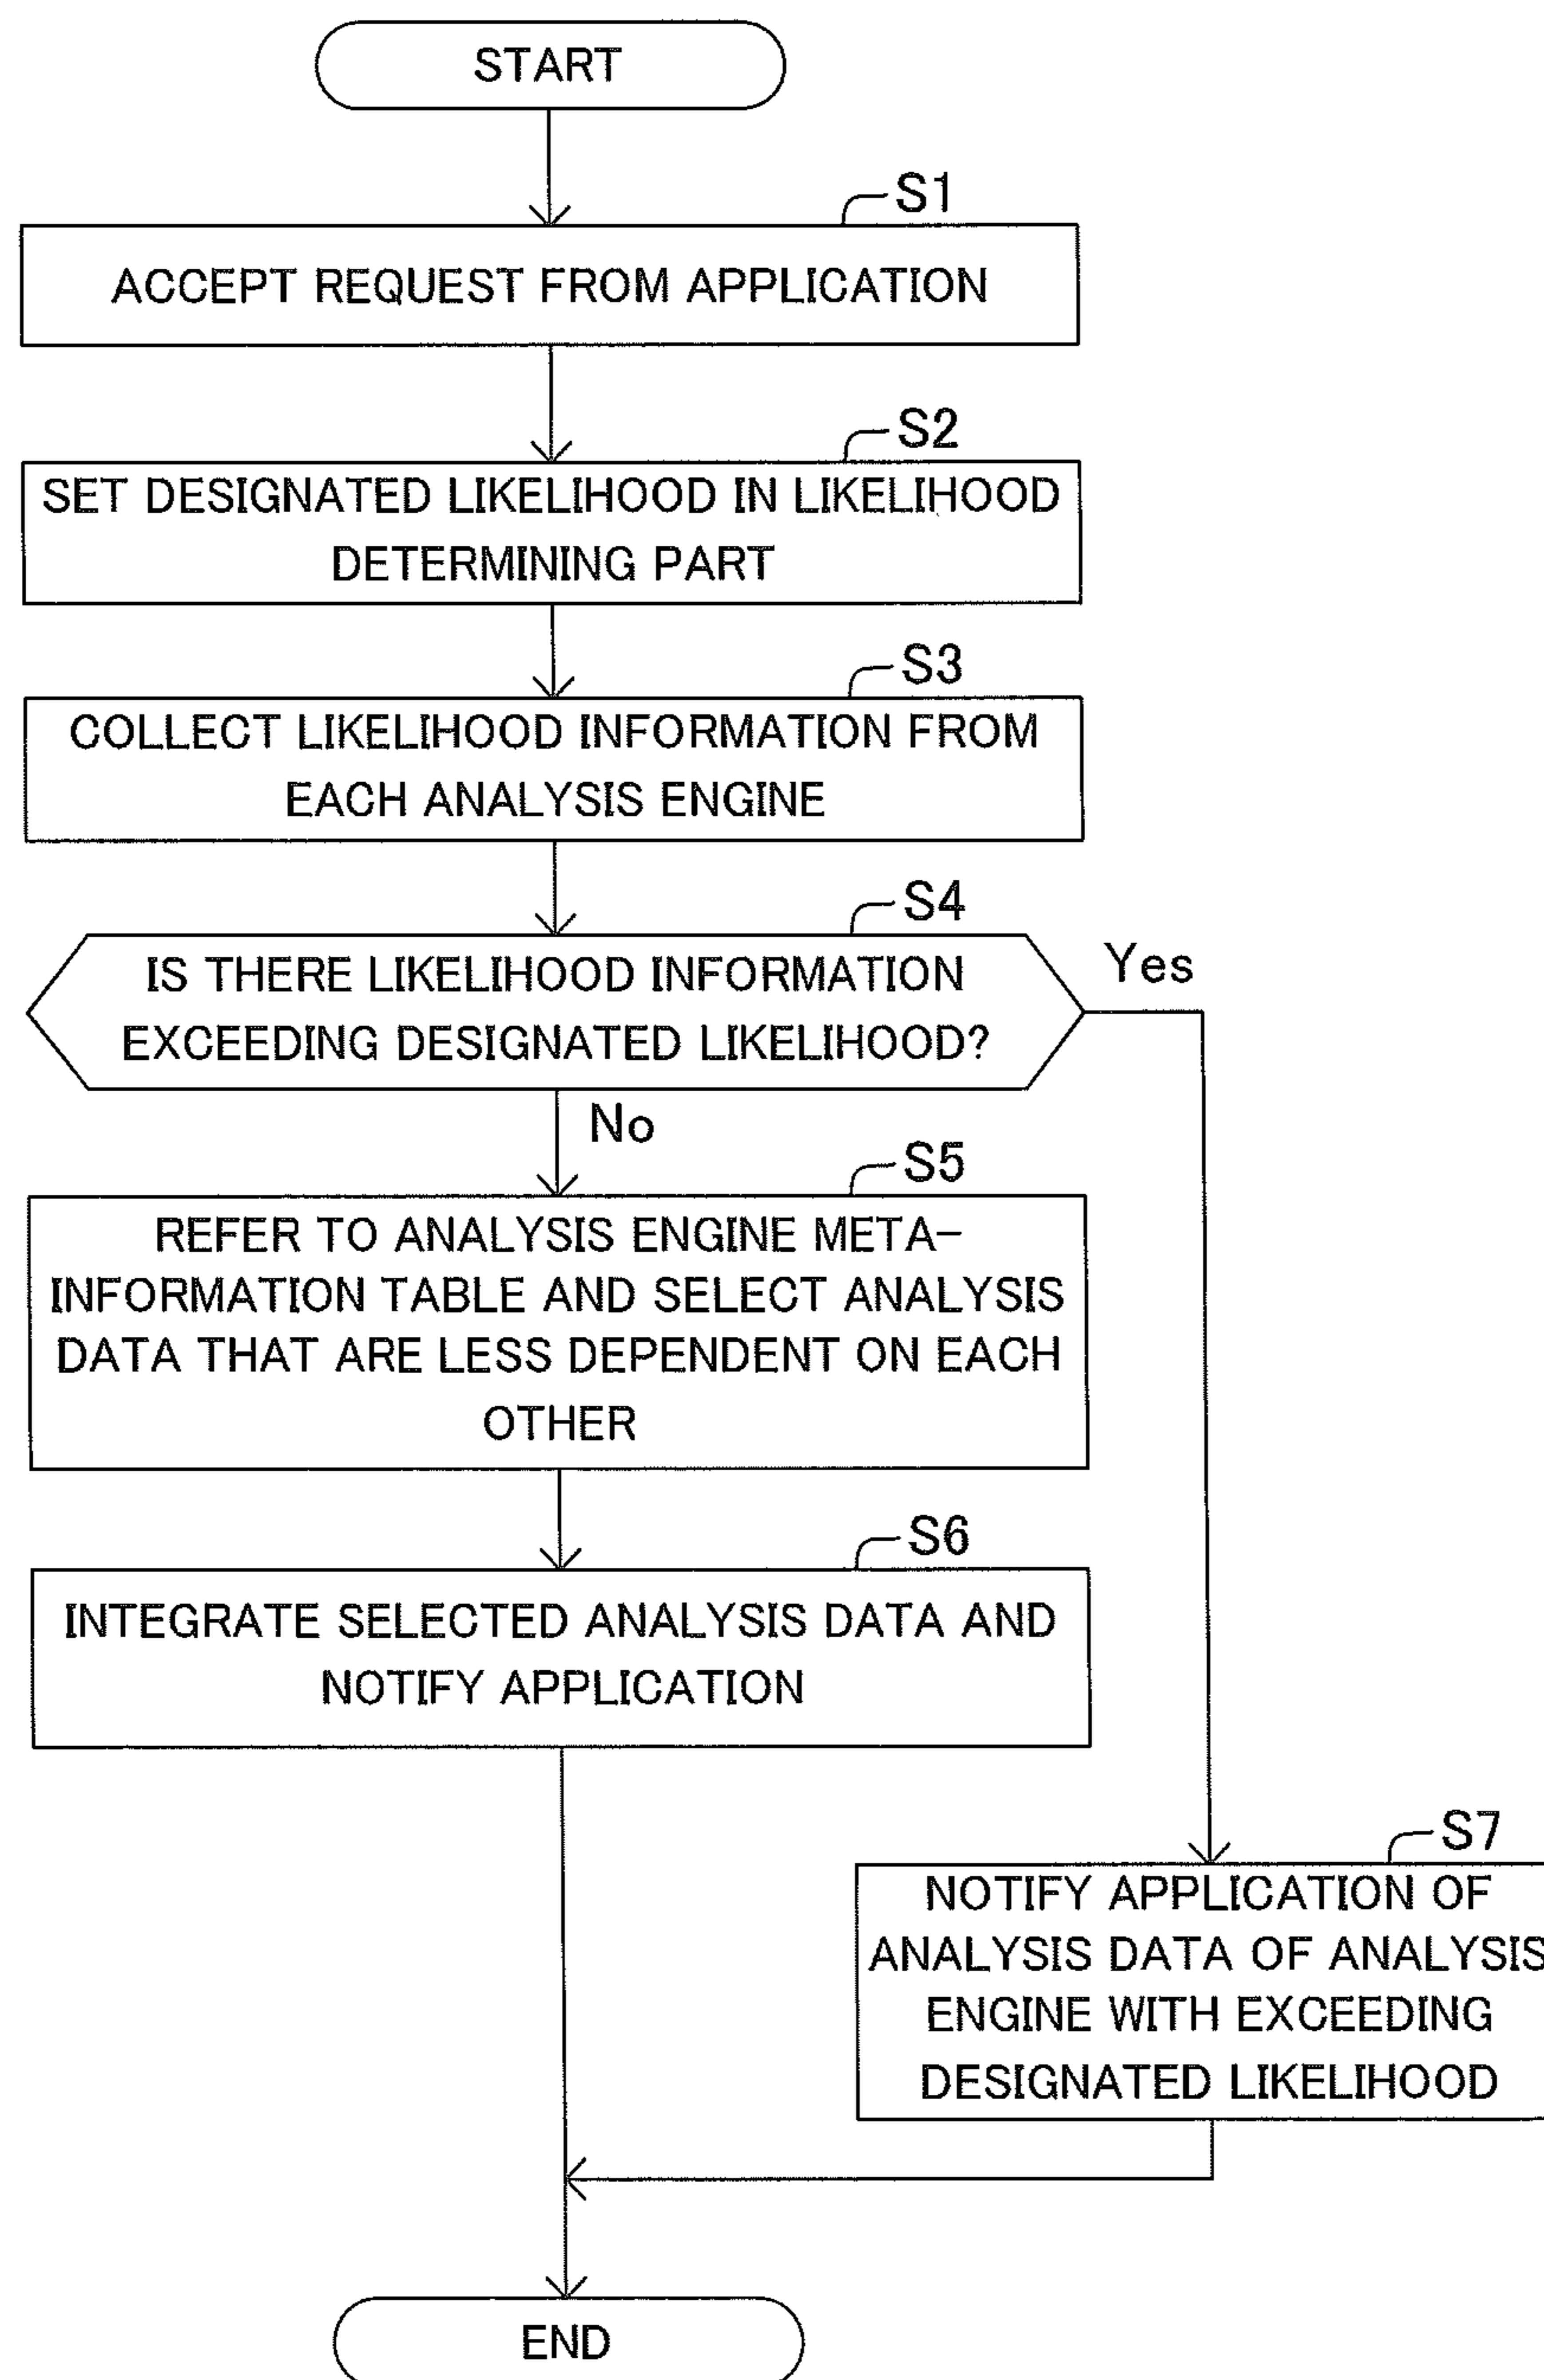 START
S1
ACCEPT REQUEST FROM APPLICATION
S2
SET DESIGNATED LIKELIHOOD IN LIKELIHOOD
DETERMINING PART
S3
COLLECT LIKELIHOOD INFORMATION FROM
EACH ANALYSIS ENGINE
S4
IS THERE LIKELIHOOD INFORMATION
EXCEEDING DESIGNATED LIKELIHOOD?
Yes
No
S5
REFER TO ANALYSIS ENGINE META-
INFORMATION TABLE AND SELECT ANALYSIS
DATA THAT ARE LESS DEPENDENT ON EACH
OTHER
S6
INTEGRATE SELECTED ANALYSIS DATA AND
NOTIFY APPLICATION
S7
NOTIFY APPLICATION OF
ANALYSIS DATA OF ANALYSIS
ENGINE WITH EXCEEDING
DESIGNATED LIKELIHOOD
END